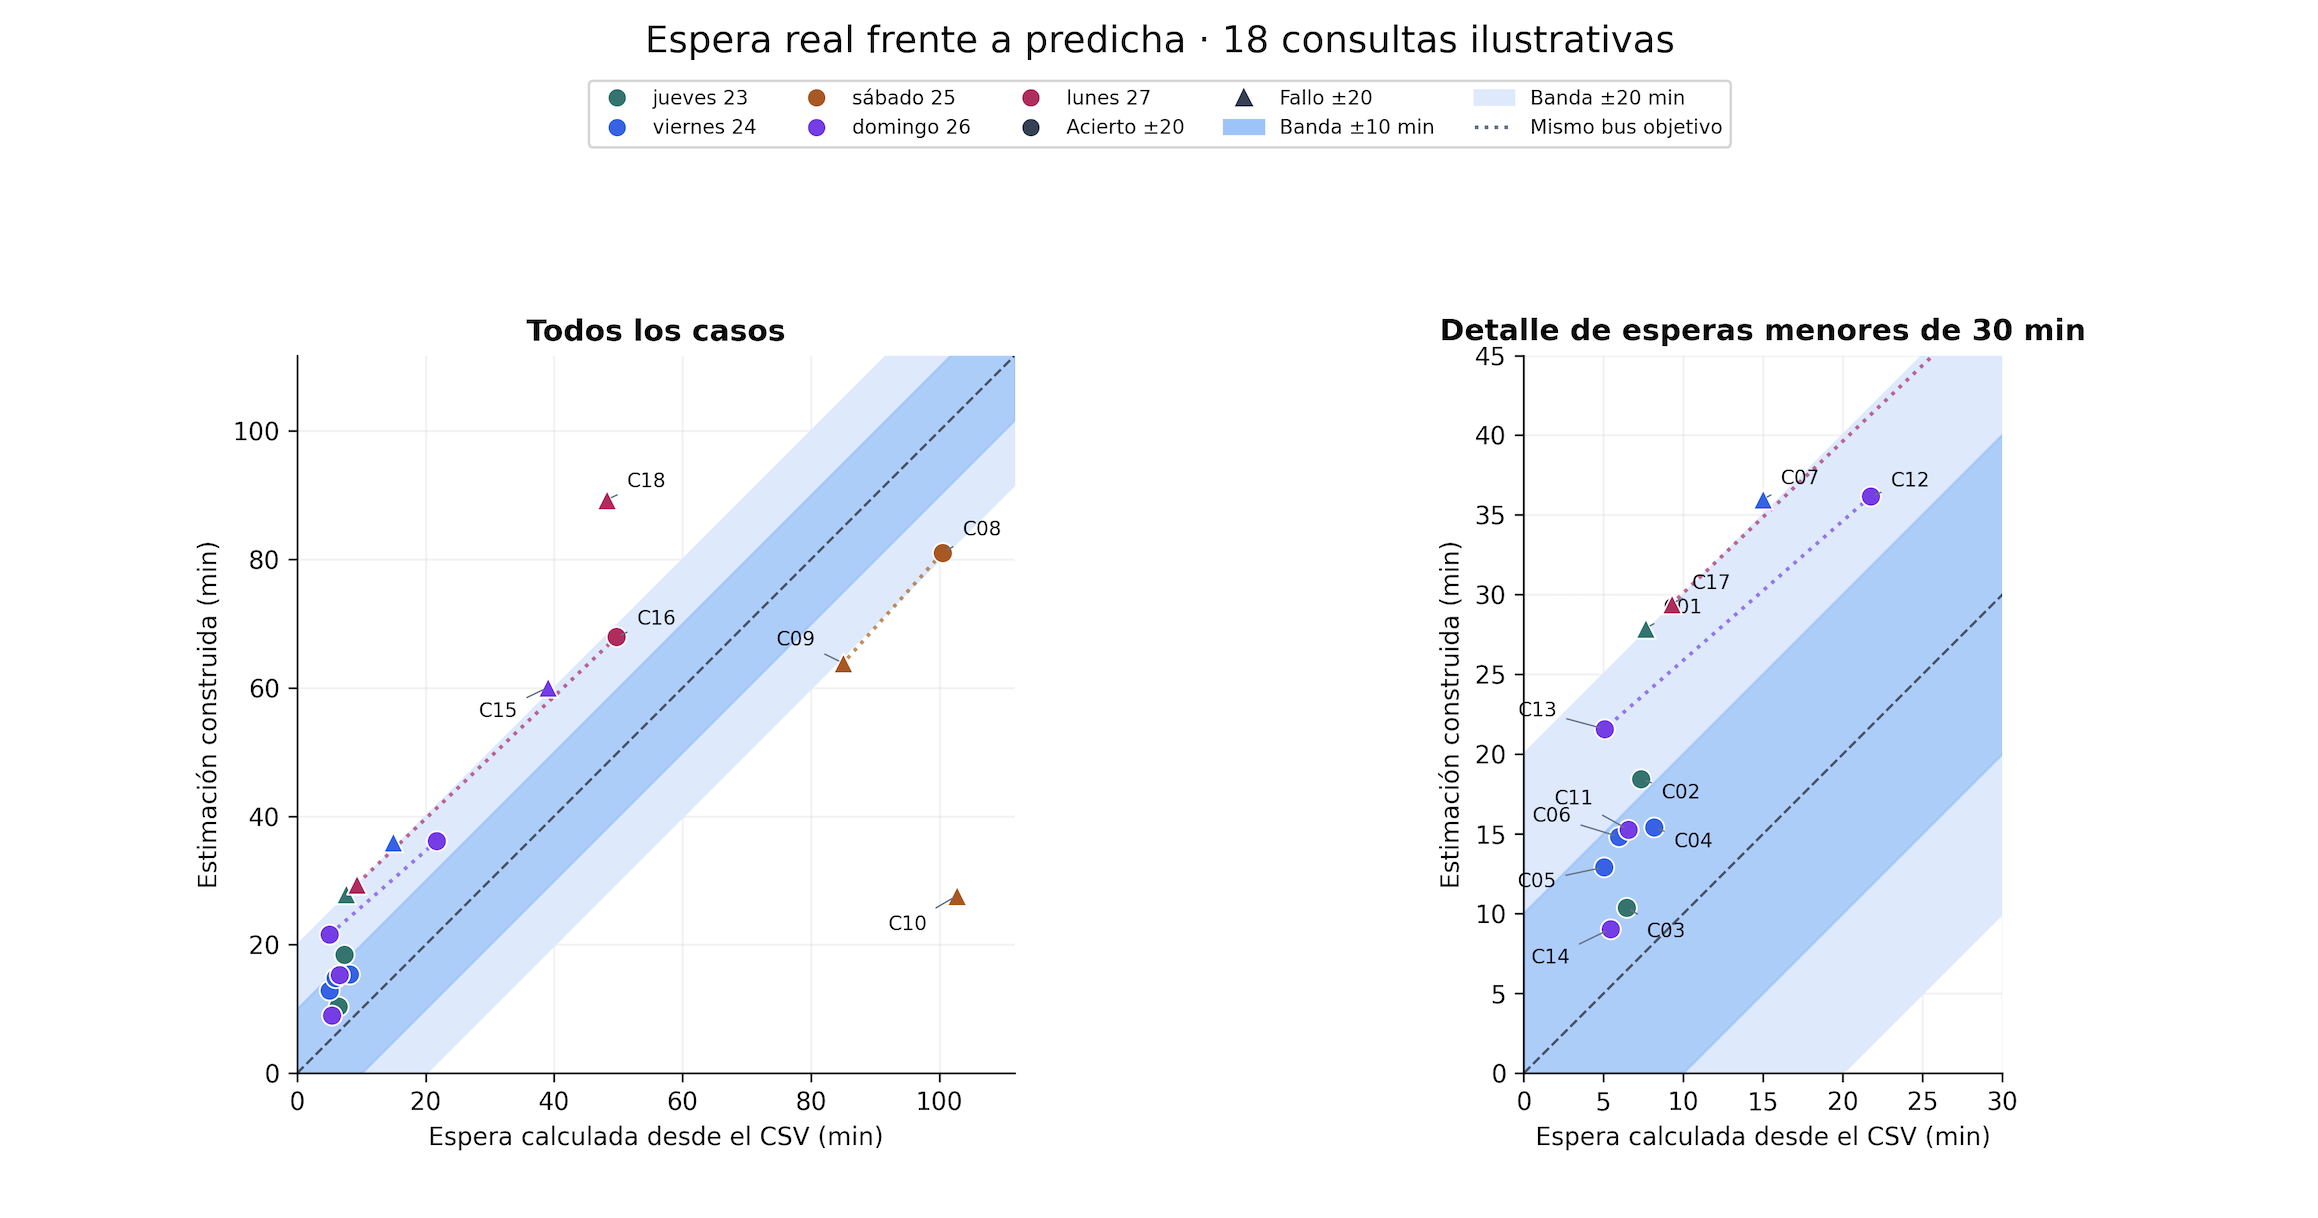 Espera real frente a predicha · 18 consultas ilustrativas
jueves 23
viernes 24
sábado 25
domingo 26
lunes 27
Acierto ±20
Fallo ±20
Banda ±10 min
Banda ±20 min
Mismo bus objetivo
Todos los casos
Estimación construida (min)
100
80
60
40
20
0
C18
C08
C16
C09
C15
C10
0 20 40 60 80 100
Espera calculada desde el CSV (min)
Detalle de esperas menores de 30 min
Estimación construida (min)
45
40
35
30
25
20
15
10
5
0
C07
C12
C17
C01
C13
C02
C11
C06
C04
C05
C03
C14
0 5 10 15 20 25 30
Espera calculada desde el CSV (min)